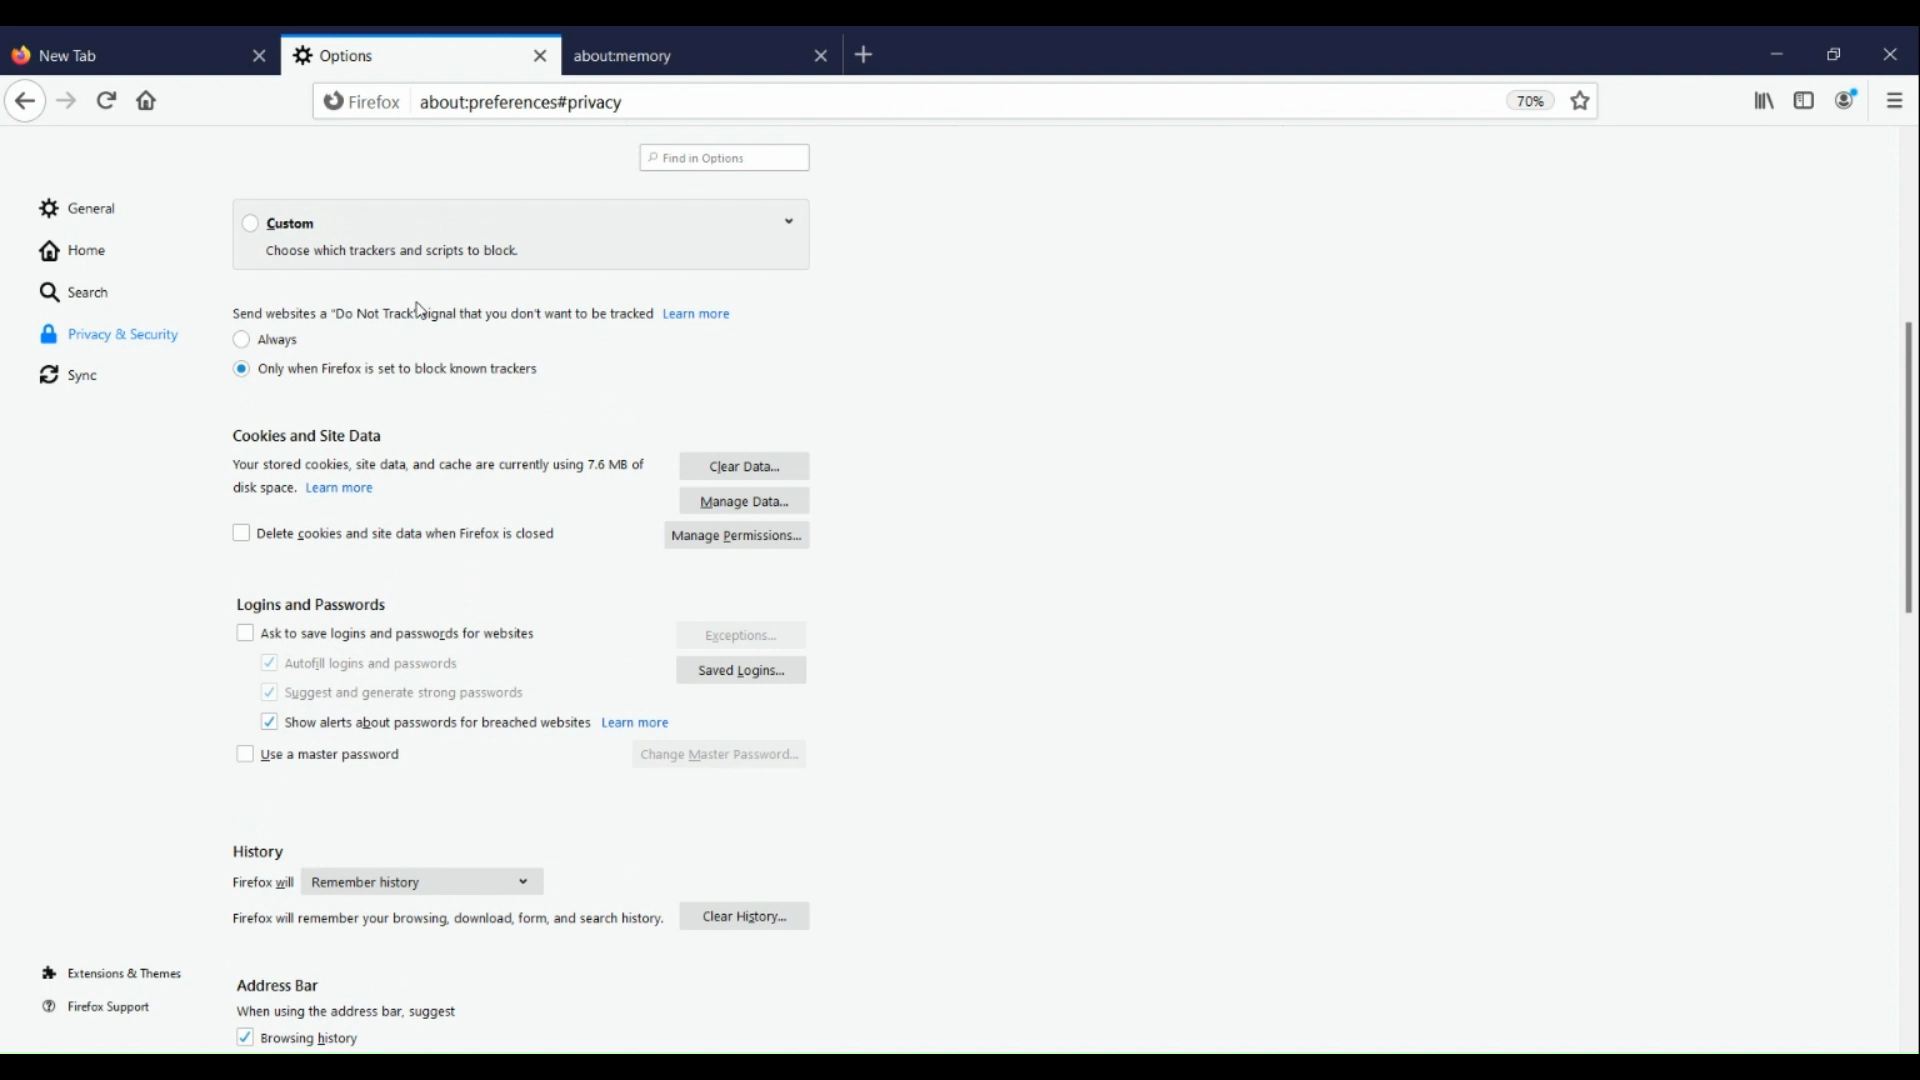 New Tab
Options
about:memory
Firefox about:preferences#privacy 70%
Find in Options
General
Home
Search
Privacy & Security
Sync
Custom
Choose which trackers and scripts to block.
Send websites a "Do Not Track" signal that you don't want to be tracked Learn more
Always
Only when Firefox is set to block known trackers
Cookies and Site Data
Your stored cookies, site data, and cache are currently using 7.6 MB of
disk space. Learn more
Clear Data...
Manage Data...
Delete cookies and site data when Firefox is closed
Manage Permissions...
Logins and Passwords
Ask to save logins and passwords for websites
Exceptions...
Autofill logins and passwords
Saved Logins...
Suggest and generate strong passwords
Show alerts about passwords for breached websites Learn more
Use a master password
Change Master Password...
History
Firefox will Remember history
Firefox will remember your browsing, download, form, and search history.
Clear History...
Extensions & Themes
Firefox Support
Address Bar
When using the address bar, suggest
Browsing history